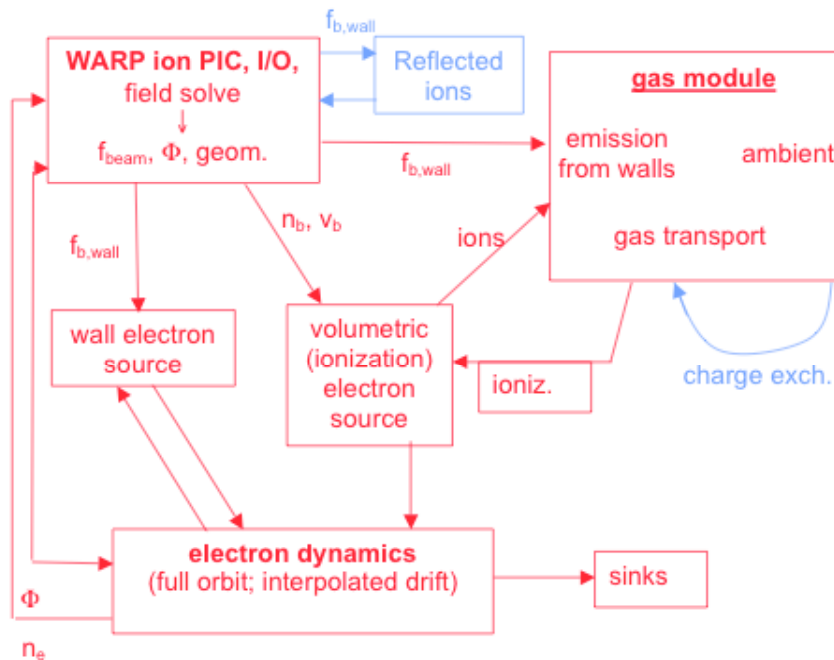 f_b,wall
WARP ion PIC, I/O,
field solve
↓
f_beam, Φ, geom.
Reflected
ions
gas module
emission
from walls
ambient
gas transport
f_b,wall
n_b, v_b
f_b,wall
ions
wall electron
source
volumetric
(ionization)
electron
source
ioniz.
charge exch.
electron dynamics
(full orbit; interpolated drift)
sinks
Φ
n_e